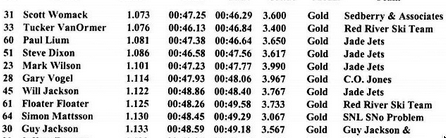 31 Scott Womack 1.073 00:47.25 00:46.29 3.600 Gold Sedberry & Associates
33 Tucker VanOrmer 1.076 00:46.13 00:46.84 3.400 Gold Red River Ski Team
60 Paul Lium 1.081 00:47.38 00:46.64 3.650 Gold Jade Jets
51 Steve Dixon 1.086 00:46.58 00:47.56 3.617 Gold Jade Jets
23 Mark Wilson 1.101 00:47.23 00:47.77 3.990 Gold Jade Jets
28 Gary Vogel 1.114 00:47.93 00:48.06 3.967 Gold C.O. Jones
45 Will Jackson 1.122 00:48.86 00:48.40 3.767 Gold Jade Jets
61 Floater Floater 1.125 00:48.26 00:49.58 3.733 Gold Red River Ski Team
64 Simon Mattsson 1.130 00:48.45 00:49.29 3.067 Gold SNL SNo Problem
30 Guy Jackson 1.133 00:48.59 00:49.18 3.567 Gold Guy Jackson &